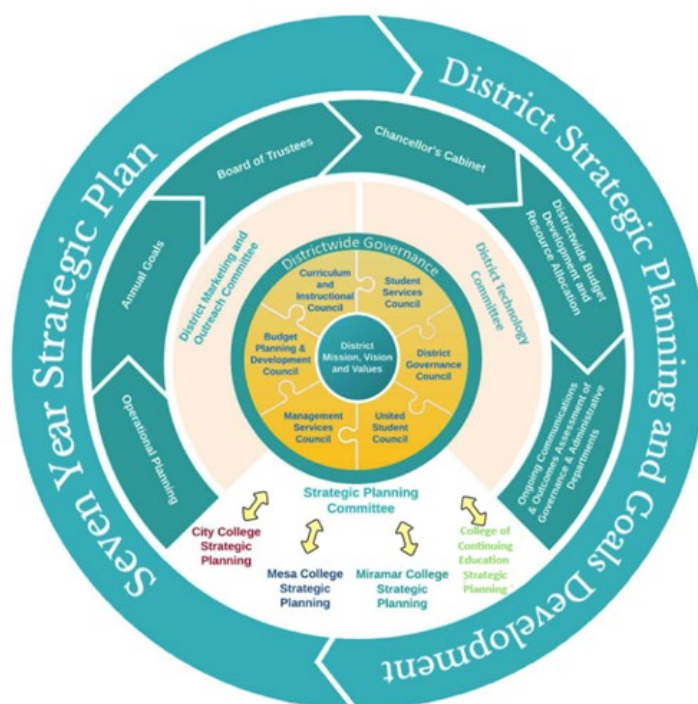 Seven Year Strategic Plan
District Strategic Planning and Goals Development
Operational Planning
Annual Goals
Board of Trustees
Chancellor's Cabinet
Districtwide Budget
Development and
Resource Allocation
Ongoing Communications
& Outcomes Assessment of
Governance & Administrative
Departments
District Marketing and
Outreach Committee
District Technology
Committee
Districtwide Governance
Curriculum and
Instructional
Council
Student
Services
Council
Budget
Planning &
Development
Council
District
Mission, Vision
and Values
District
Governance
Council
Management
Services
Council
United
Student
Council
Strategic Planning
Committee
City College
Strategic
Planning
Mesa College
Strategic
Planning
Miramar College
Strategic
Planning
College of
Continuing
Education
Strategic
Planning